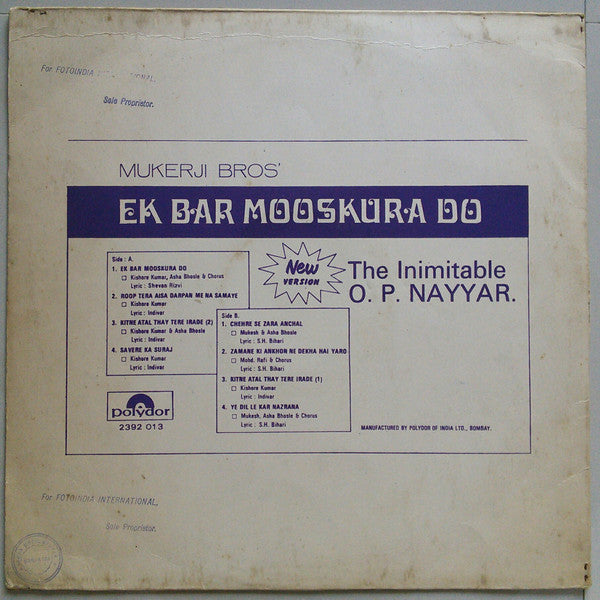 For FOTOINDIA
Sole Proprietor.
MUKERJI BROS'
EK BAR MOOSKURA DO
Side : A.
1. EK BAR MOOSKURA DO
Kishore Kumar, Asha Bhosle & Chorus
Lyric : Shevan Rizvi
2. ROOP TERA AISA DARPAN ME NA SAMAYE
Kishore Kumar
Lyric : Indivar
3. KITNE ATAL THAY TERE IRADE (2)
Kishore Kumar & Asha Bhosle
Lyric : Indivar
4. SAVERE KA SURAJ
Kishore Kumar
Lyric : Indivar
New
VERSION
The Inimitable
O. P. NAYYAR.
Side B.
1. CHEHRE SE ZARA ANCHAL
Mukesh & Asha Bhosle
Lyric : S.H. Bihari
2. ZAMANE KI ANKHON NE DEKHA HAI YARO
Mohd. Rafi & Chorus
Lyric : S.H. Bihari
3. KITNE ATAL THAY TERE IRADE (1)
Kishore Kumar
Lyric : Indivar
4. YE DIL LE KAR NAZRANA
Mukesh, Asha Bhosle & Chorus
Lyric : S.H. Bihari
polydor
2392 013
MANUFACTURED BY POLYDOR OF INDIA LTD., BOMBAY.
For FOTOINDIA INTERNATIONAL,
Sole Proprietor.